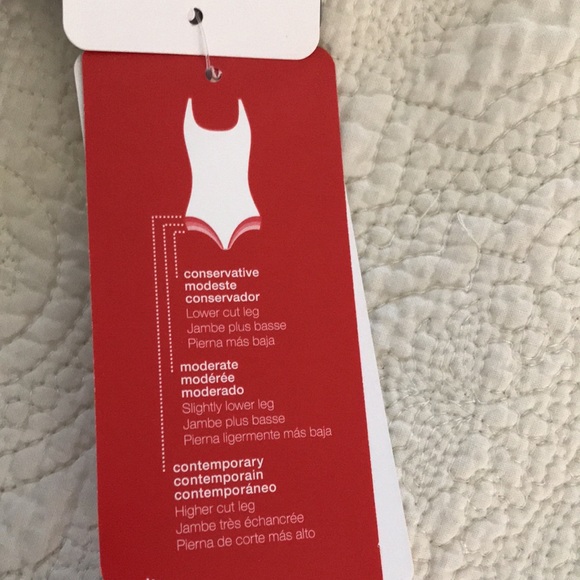 conservative
modeste
conservador
Lower cut leg
Jambe plus basse
Pierna más baja
moderate
modérée
moderado
Slightly lower leg
Jambe plus basse
Pierna ligermente más baja
contemporary
contemporain
contemporáneo
Higher cut leg
Jambe très échancrée
Pierna de corte más alto